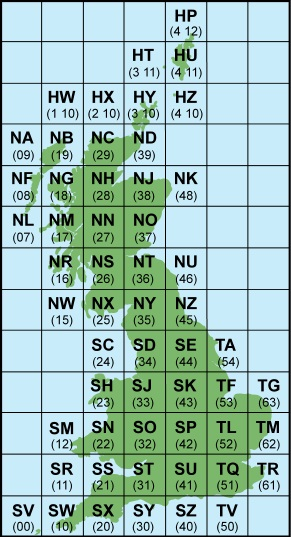 HP
(4 12)
HT HU
(3 11) (4 11)
HW HX HY HZ
(1 10) (2 10) (3 10) (4 10)
NA NB NC ND
(09) (19) (29) (39)
NF NG NH NJ NK
(08) (18) (28) (38) (48)
NL NM NN NO
(07) (17) (27) (37)
NR NS NT NU
(16) (26) (36) (46)
NW NX NY NZ
(15) (25) (35) (45)
SC SD SE TA
(24) (34) (44) (54)
SH SJ SK TF TG
(23) (33) (43) (53) (63)
SM SN SO SP TL TM
(12) (22) (32) (42) (52) (62)
SR SS ST SU TQ TR
(11) (21) (31) (41) (51) (61)
SV SW SX SY SZ TV
(00) (10) (20) (30) (40) (50)